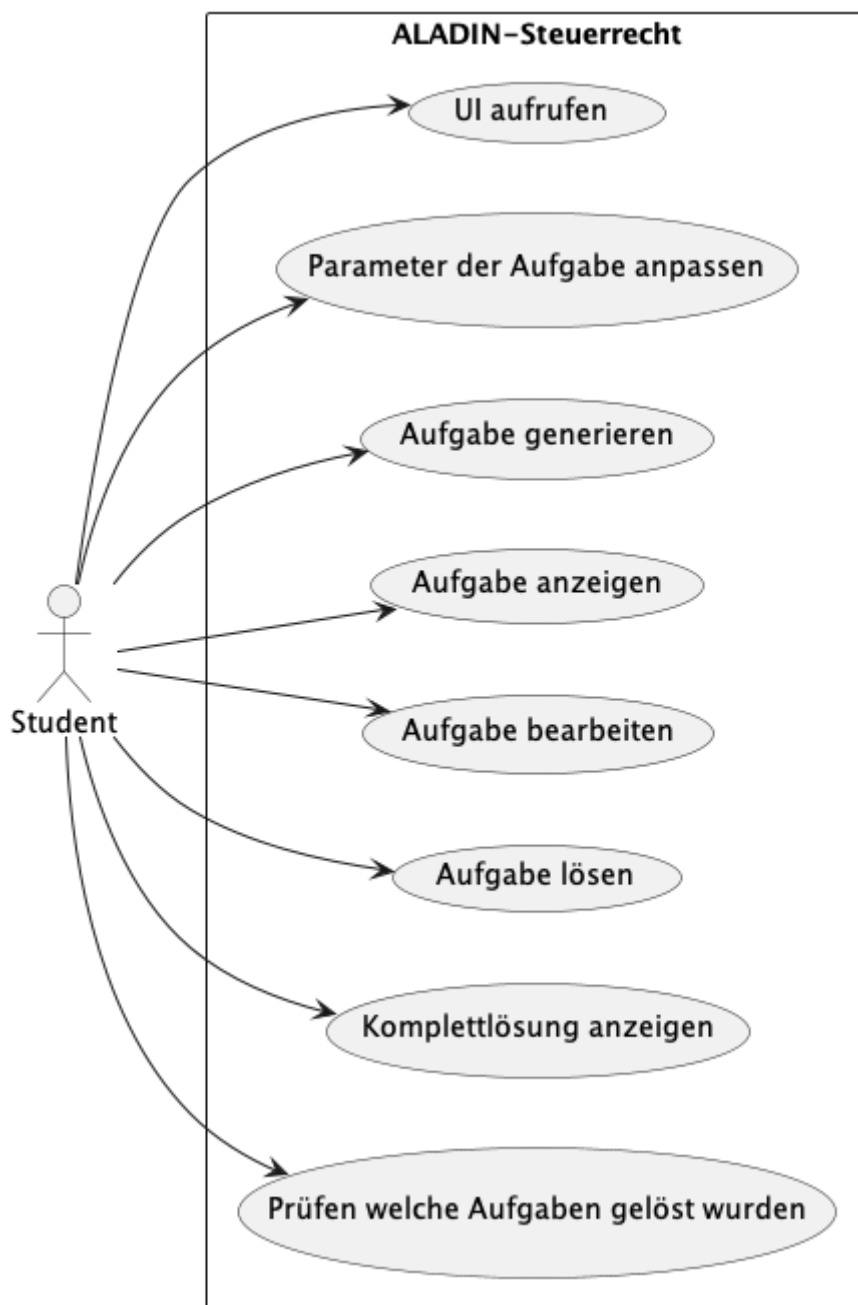 ALADIN-Steuerrecht
UI aufrufen
Parameter der Aufgabe anpassen
Aufgabe generieren
Aufgabe anzeigen
Aufgabe bearbeiten
Student
Aufgabe lösen
Komplettlösung anzeigen
Prüfen welche Aufgaben gelöst wurden